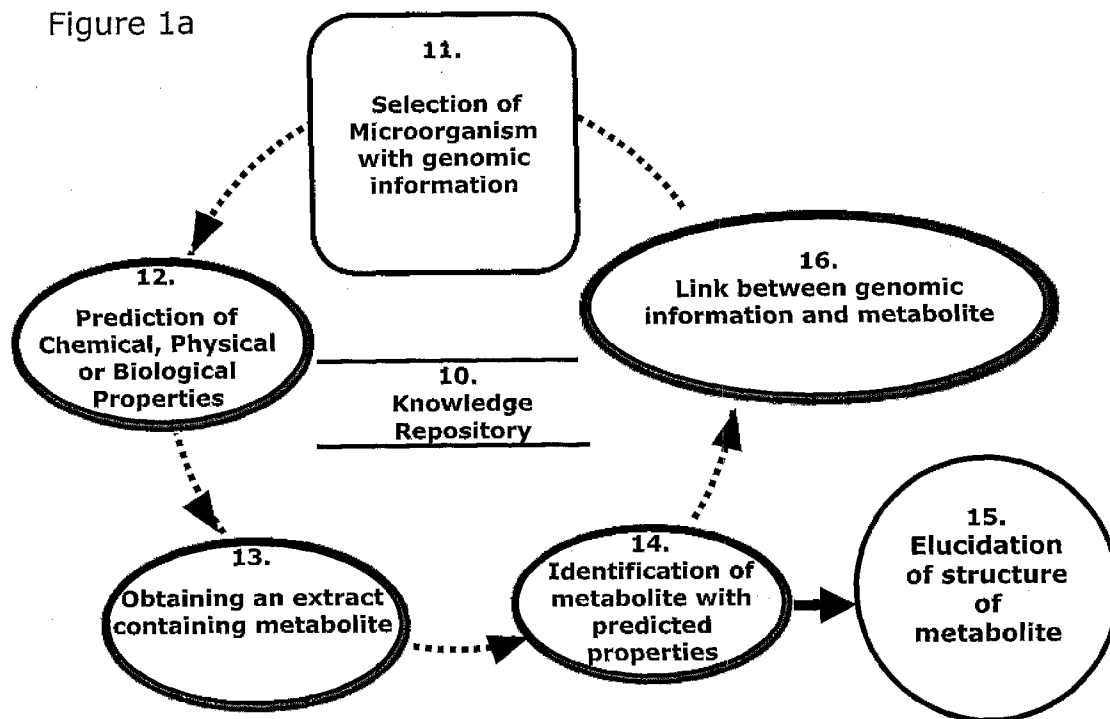 Figure 1a
11.
Selection of
Microorganism
with genomic
information
12.
Prediction of
Chemical, Physical
or Biological
Properties
10.
Knowledge
Repository
13.
Obtaining an extract
containing metabolite
14.
Identification of
metabolite with
predicted
properties
15.
Elucidation
of structure
of
metabolite
16.
Link between genomic
information and metabolite